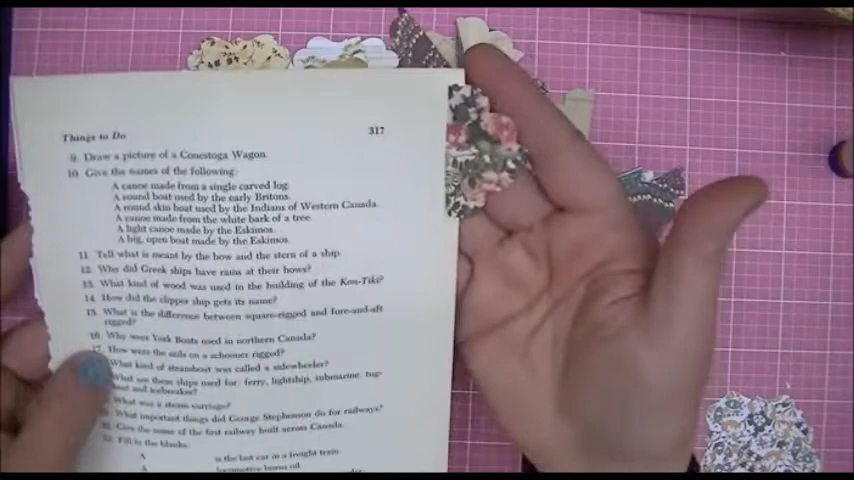 Things to Do 317
9. Draw a picture of a Conestoga Wagon.
10. Give the names of the following:
A canoe made from a single carved log.
A round boat used by the early Britons.
A round skin boat used by the Indians of Western Canada.
A canoe made from the white bark of a tree.
A light canoe made by the Eskimos.
A big, open boat made by the Eskimos.
11. Tell what is meant by the bow and the stern of a ship.
12. Why did Greek ships have rams at their bows?
13. What kind of wood was used in the building of the Kon-Tiki?
14. How did the clipper ship gets its name?
15. What is the difference between square-rigged and fore-and-aft
rigged?
16. Why were York Boats used in northern Canada?
17. How were the sails on a schooner rigged?
What kind of steamboat was called a sidewheeler?
What are these ships used for: ferry, lightship, submarine, tug-
boat and icebreaker?
What was a steam carriage?
What important things did George Stephenson do for railways?
Give the name of the first railway built across Canada.
Fill in the blanks.
A is the last car in a freight train.
A locomotive burns oil.